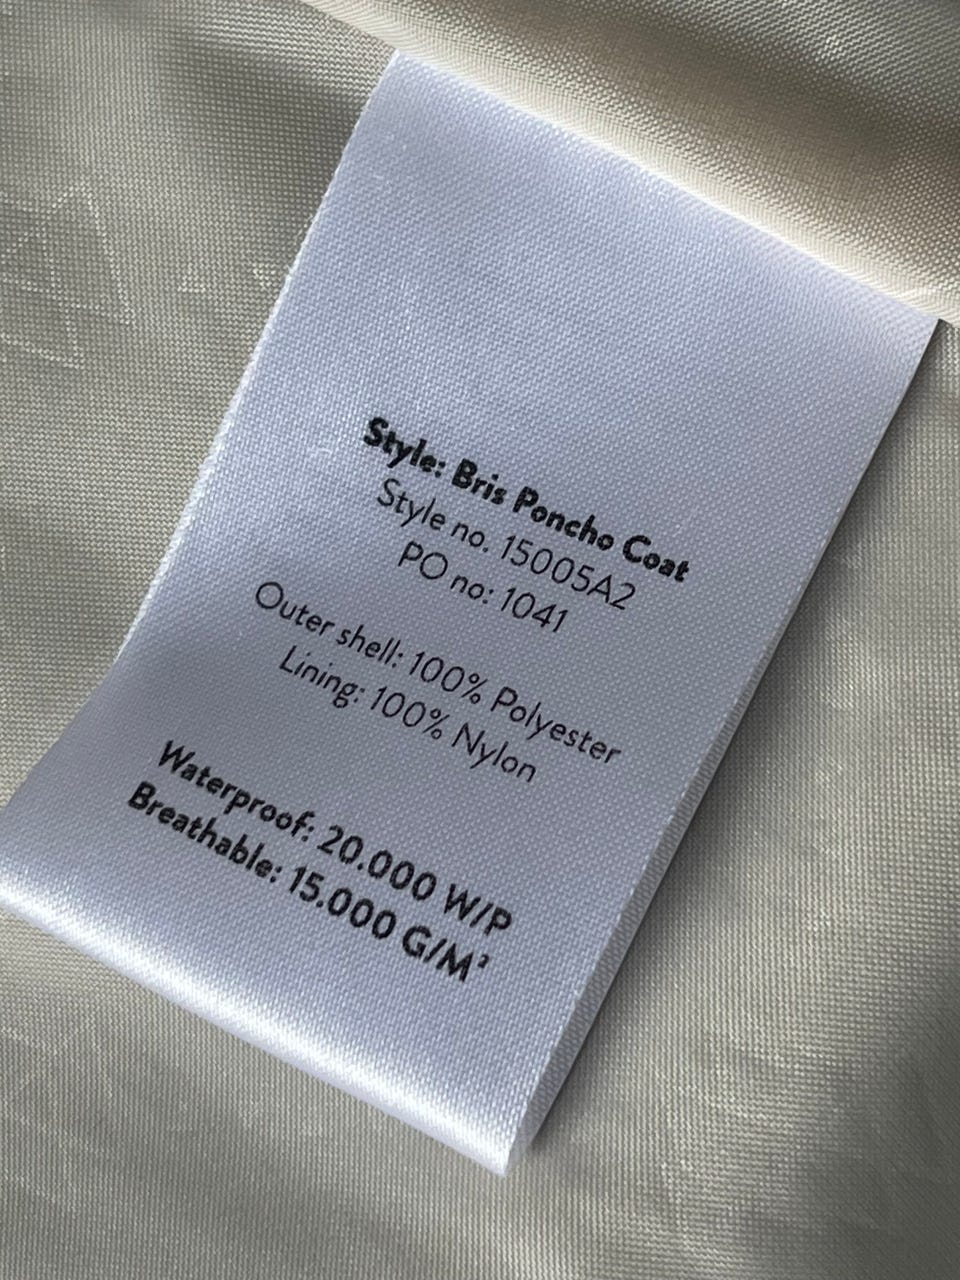 Style: Bris Poncho Coat
Style no. 15005A2
PO no: 1041
Outer shell: 100% Polyester
Lining: 100% Nylon
Waterproof: 20.000 W/P
Breathable: 15.000 G/M²